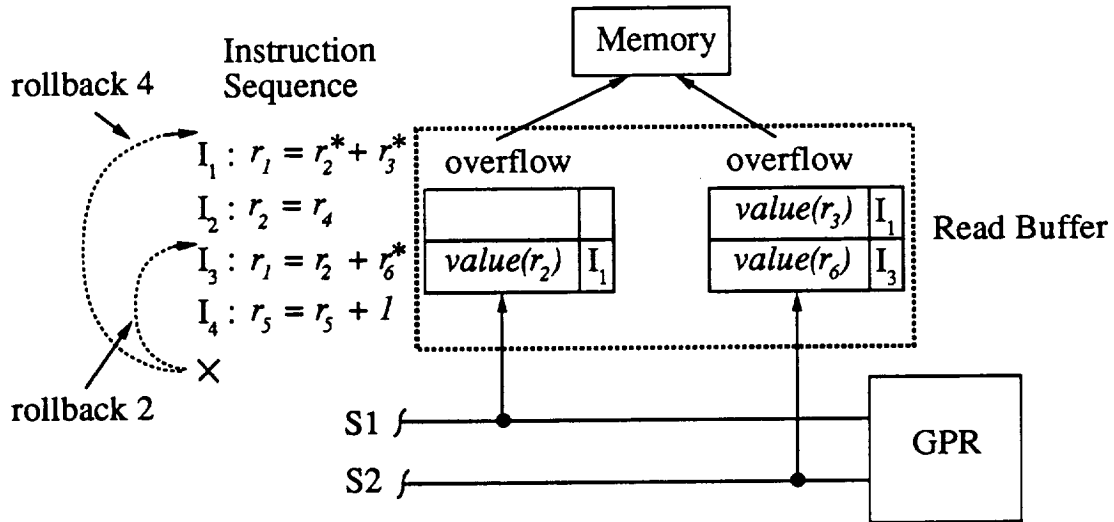 Memory
Instruction
Sequence
rollback 4
I₁ : r₁ = r₂* + r₃*
I₂ : r₂ = r₄
I₃ : r₁ = r₂ + r₆*
I₄ : r₅ = r₅ + 1
×
rollback 2
overflow
value(r₂) I₁
overflow
value(r₃) I₁
value(r₆) I₃
Read Buffer
S1
S2
GPR